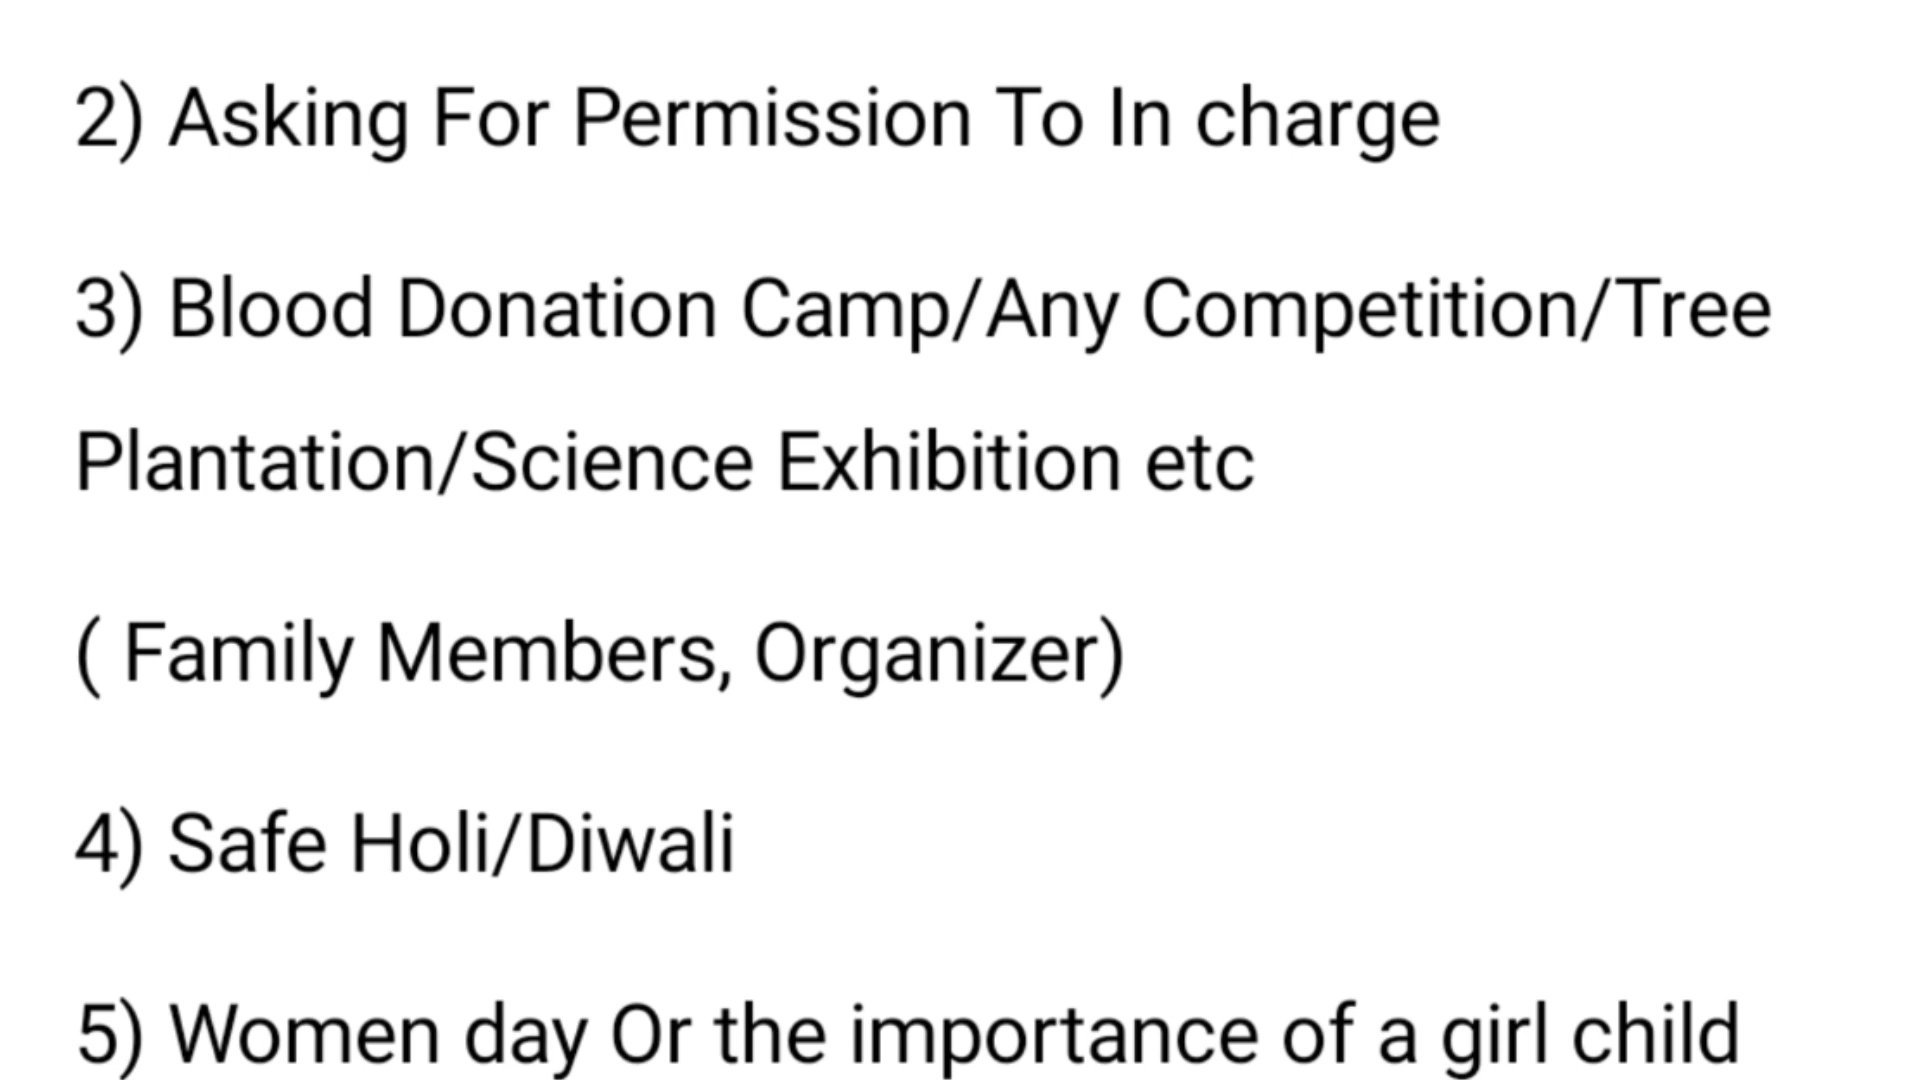 2) Asking For Permission To In charge
3) Blood Donation Camp/Any Competition/Tree
Plantation/Science Exhibition etc
( Family Members, Organizer)
4) Safe Holi/Diwali
5) Women day Or the importance of a girl child